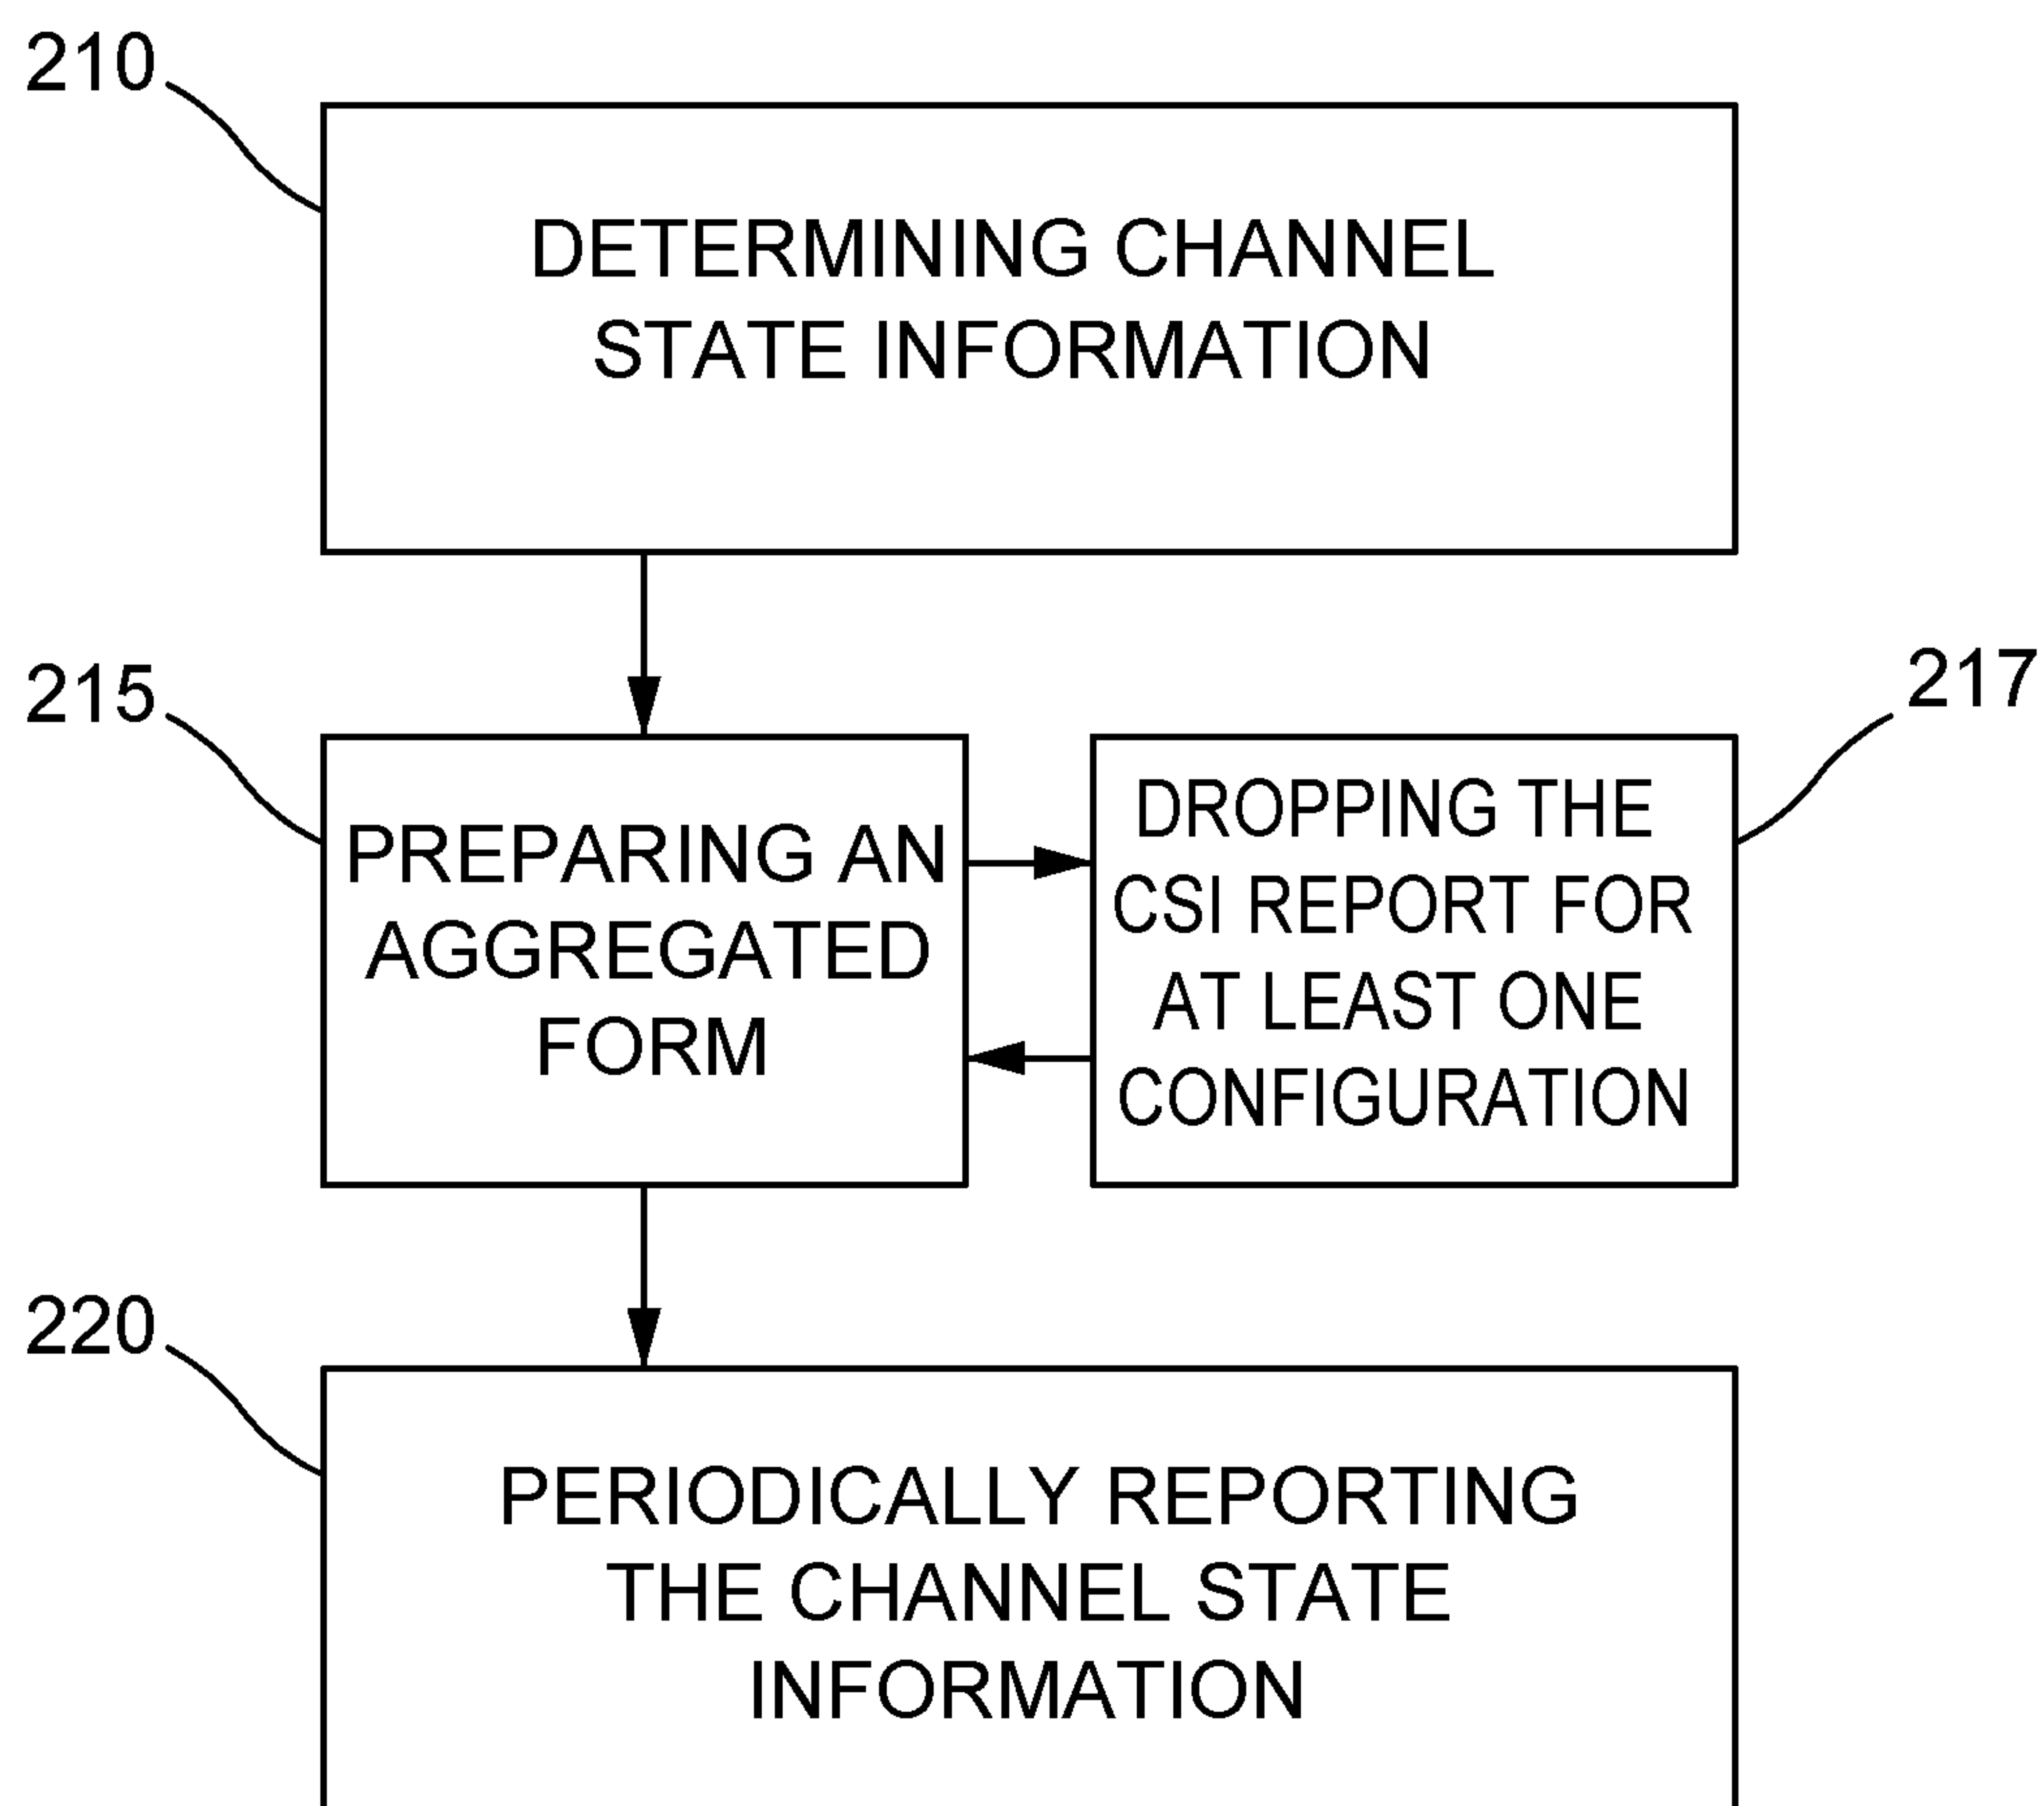 210
DETERMINING CHANNEL
STATE INFORMATION
215
PREPARING AN
AGGREGATED
FORM
217
DROPPING THE
CSI REPORT FOR
AT LEAST ONE
CONFIGURATION
220
PERIODICALLY REPORTING
THE CHANNEL STATE
INFORMATION